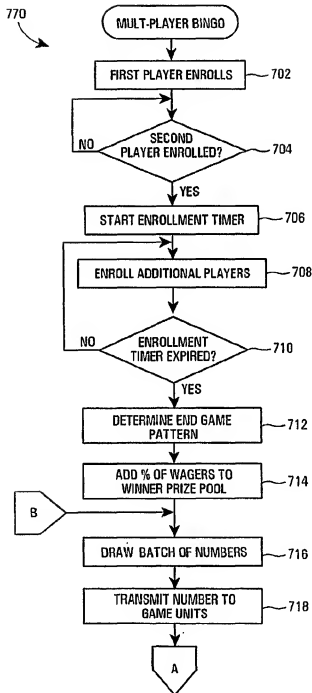 770
MULT-PLAYER BINGO
FIRST PLAYER ENROLLS
702
SECOND
PLAYER ENROLLED?
704
NO
YES
START ENROLLMENT TIMER
706
ENROLL ADDITIONAL PLAYERS
708
NO
ENROLLMENT
TIMER EXPIRED?
710
YES
DETERMINE END GAME
PATTERN
712
ADD % OF WAGERS TO
WINNER PRIZE POOL
714
B
DRAW BATCH OF NUMBERS
716
TRANSMIT NUMBER TO
GAME UNITS
718
A